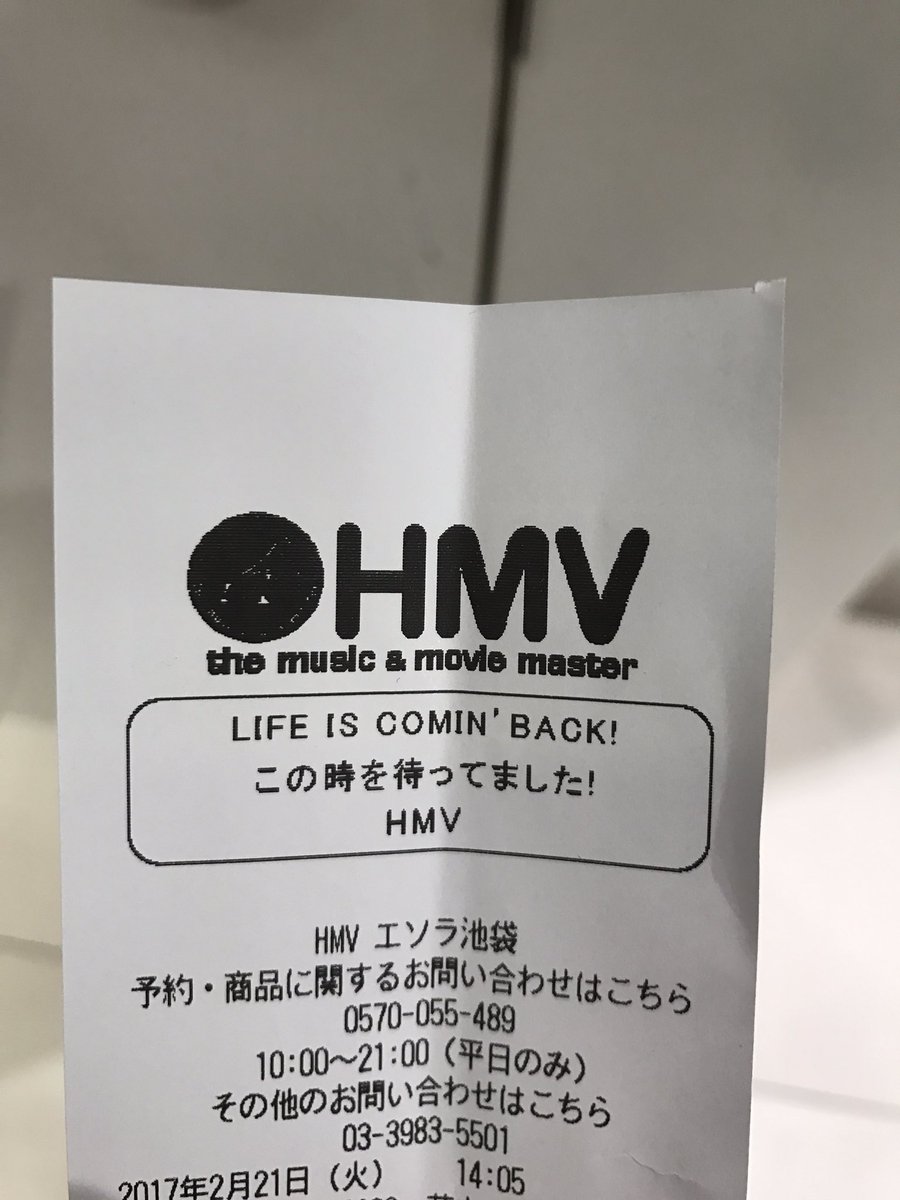 HMV
the music & movie master
LIFE IS COMIN' BACK!
この時を待ってました!
HMV
HMV エソラ池袋
予約・商品に関するお問い合わせはこちら
0570-055-489
10:00～21:00（平日のみ）
その他のお問い合わせはこちら
03-3983-5501
2017年2月21日（火） 14:05